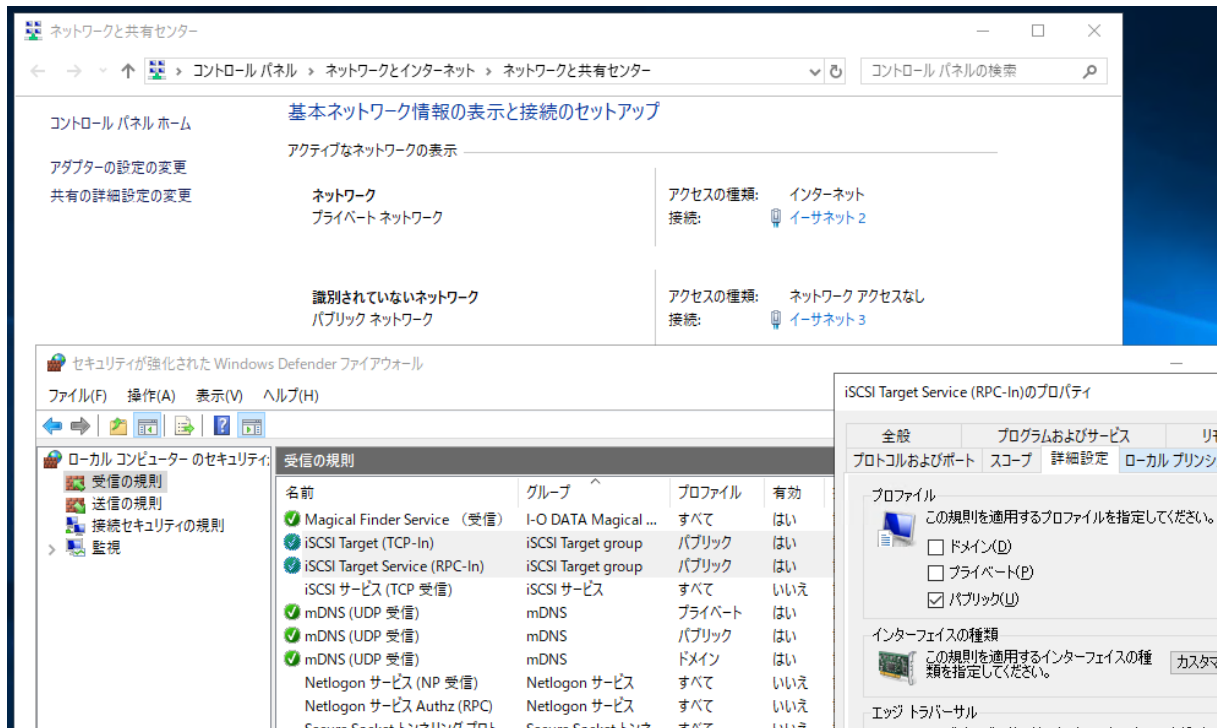 ネットワークと共有センター
コントロール パネル › ネットワークとインターネット › ネットワークと共有センター
コントロール パネルの検索
コントロール パネル ホーム
アダプターの設定の変更
共有の詳細設定の変更
基本ネットワーク情報の表示と接続のセットアップ
アクティブなネットワークの表示
ネットワーク
プライベート ネットワーク
アクセスの種類: インターネット
接続: イーサネット 2
識別されていないネットワーク
パブリック ネットワーク
アクセスの種類: ネットワーク アクセスなし
接続: イーサネット 3
セキュリティが強化された Windows Defender ファイアウォール
ファイル(F) 操作(A) 表示(V) ヘルプ(H)
ローカル コンピューター のセキュリティ
受信の規則
送信の規則
接続セキュリティの規則
監視
受信の規則
名前 グループ プロファイル 有効
Magical Finder Service （受信） I-O DATA Magical ... すべて はい
iSCSI Target (TCP-In) iSCSI Target group パブリック はい
iSCSI Target Service (RPC-In) iSCSI Target group パブリック はい
iSCSI サービス (TCP 受信) iSCSI サービス すべて いいえ
mDNS (UDP 受信) mDNS プライベート はい
mDNS (UDP 受信) mDNS パブリック はい
mDNS (UDP 受信) mDNS ドメイン はい
Netlogon サービス (NP 受信) Netlogon サービス すべて いいえ
Netlogon サービス Authz (RPC) Netlogon サービス すべて いいえ
iSCSI Target Service (RPC-In)のプロパティ
全般 プログラムおよびサービス リモ
プロトコルおよびポート スコープ 詳細設定 ローカル プリンシ
プロファイル
この規則を適用するプロファイルを指定してください。
ドメイン(D)
プライベート(P)
パブリック(U)
インターフェイスの種類
この規則を適用するインターフェイスの種
類を指定してください。
カスタマ
エッジ トラバーサル